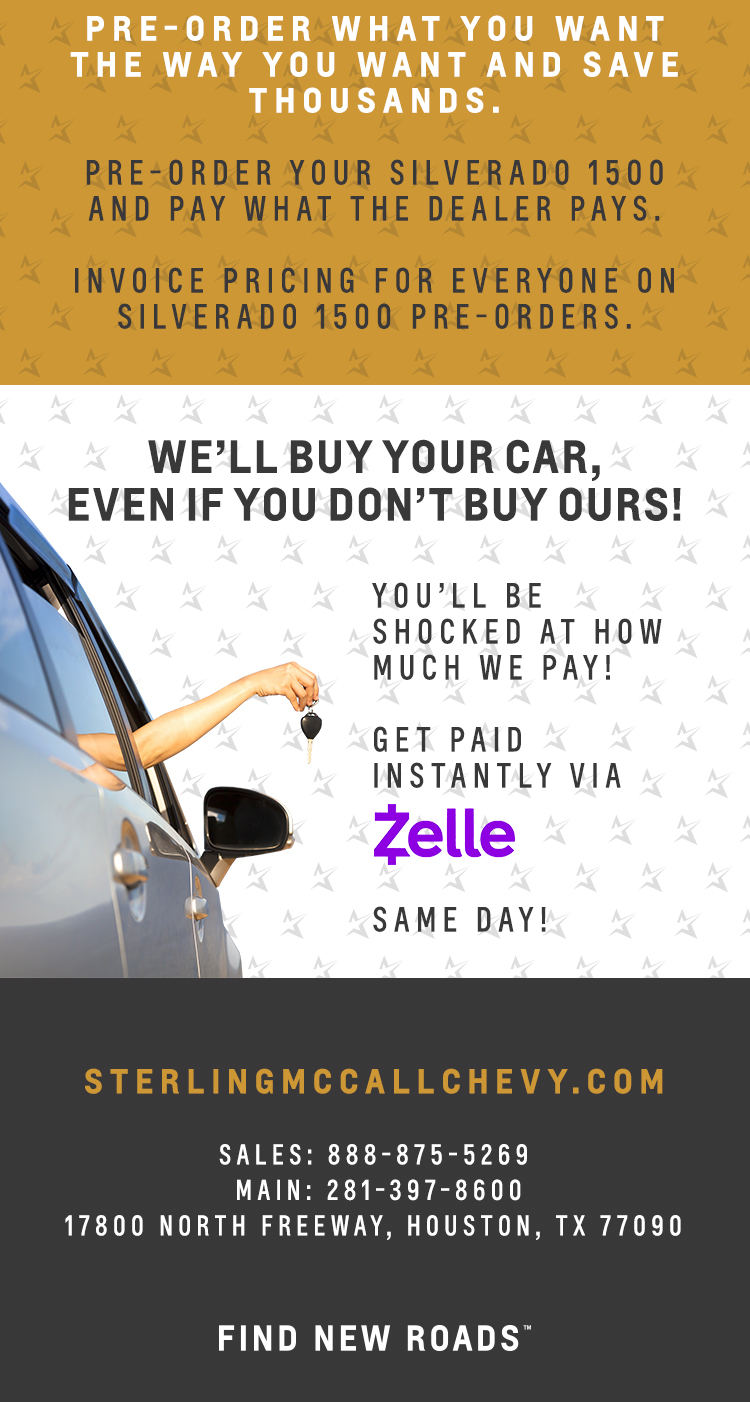 PRE-ORDER WHAT YOU WANT
THE WAY YOU WANT AND SAVE
THOUSANDS.
PRE-ORDER YOUR SILVERADO 1500
AND PAY WHAT THE DEALER PAYS.
INVOICE PRICING FOR EVERYONE ON
SILVERADO 1500 PRE-ORDERS.
WE'LL BUY YOUR CAR,
EVEN IF YOU DON'T BUY OURS!
YOU'LL BE
SHOCKED AT HOW
MUCH WE PAY!
GET PAID
INSTANTLY VIA
Zelle
SAME DAY!
STERLINGMCCALLCHEVY.COM
SALES: 888-875-5269
MAIN: 281-397-8600
17800 NORTH FREEWAY, HOUSTON, TX 77090
FIND NEW ROADS™